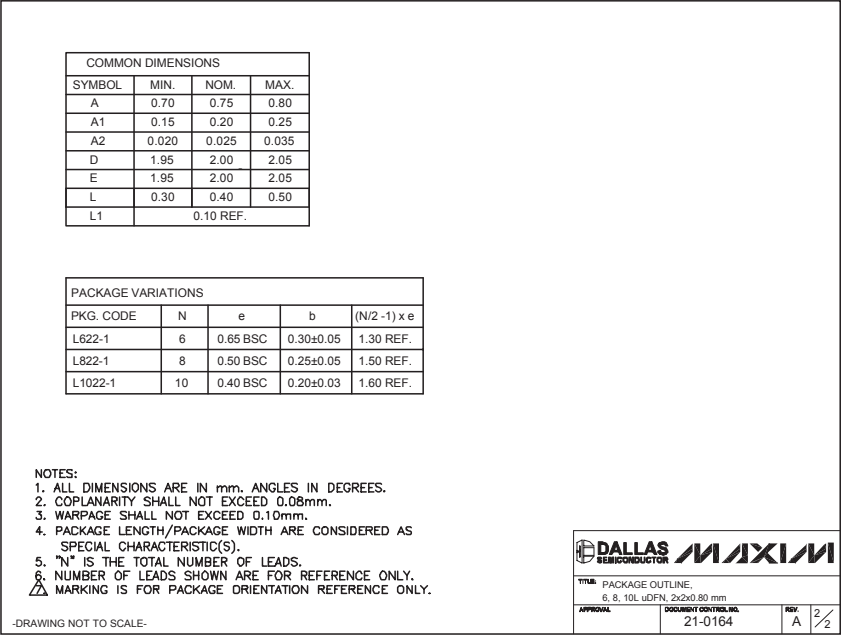 COMMON DIMENSIONS
SYMBOL MIN. NOM. MAX.
A 0.70 0.75 0.80
A1 0.15 0.20 0.25
A2 0.020 0.025 0.035
D 1.95 2.00 2.05
E 1.95 2.00 2.05
L 0.30 0.40 0.50
L1 0.10 REF.
PACKAGE VARIATIONS
PKG. CODE N e b (N/2 -1) x e
L622-1 6 0.65 BSC 0.30±0.05 1.30 REF.
L822-1 8 0.50 BSC 0.25±0.05 1.50 REF.
L1022-1 10 0.40 BSC 0.20±0.03 1.60 REF.
NOTES:
1. ALL DIMENSIONS ARE IN mm. ANGLES IN DEGREES.
2. COPLANARITY SHALL NOT EXCEED 0.08mm.
3. WARPAGE SHALL NOT EXCEED 0.10mm.
4. PACKAGE LENGTH/PACKAGE WIDTH ARE CONSIDERED AS
SPECIAL CHARACTERISTIC(S).
5. "N" IS THE TOTAL NUMBER OF LEADS.
6. NUMBER OF LEADS SHOWN ARE FOR REFERENCE ONLY.
7. MARKING IS FOR PACKAGE ORIENTATION REFERENCE ONLY.
-DRAWING NOT TO SCALE-
DALLAS SEMICONDUCTOR MAXIM
TITLE: PACKAGE OUTLINE,
6, 8, 10L uDFN, 2x2x0.80 mm
APPROVAL DOCUMENT CONTROL NO. REV.
21-0164 A 2/2